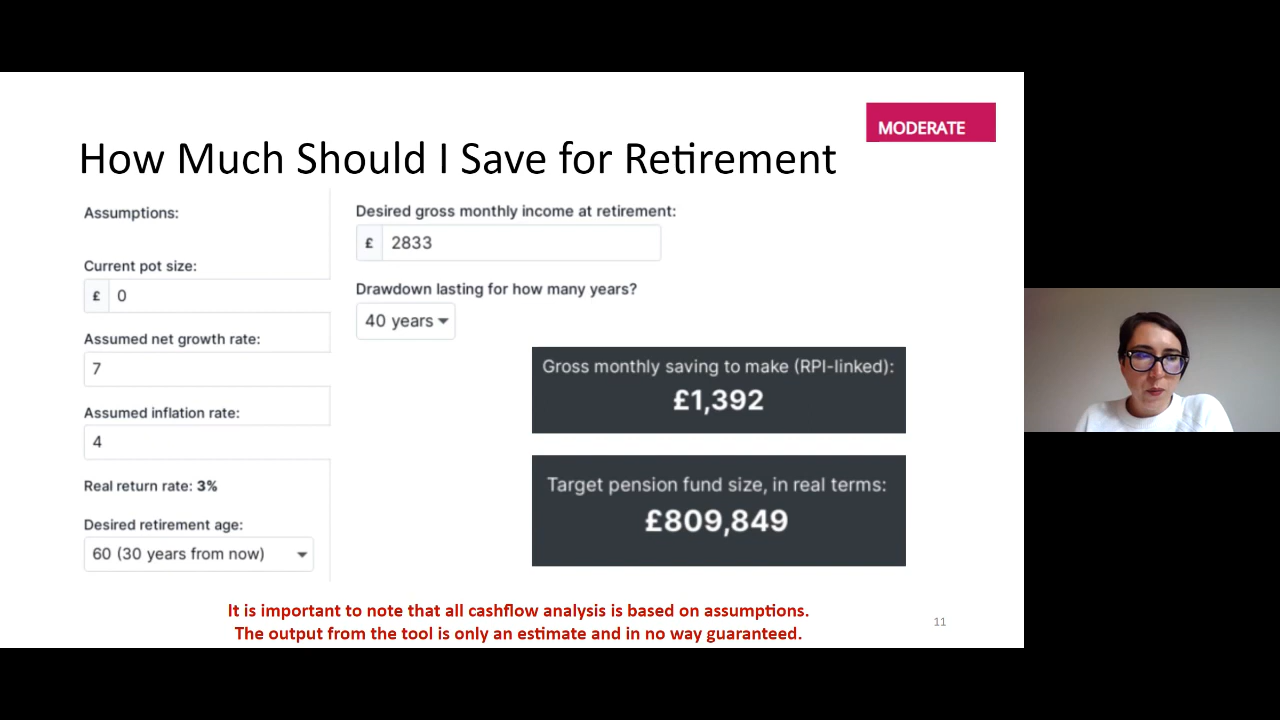 MODERATE
How Much Should I Save for Retirement
Assumptions:
Current pot size:
£ 0
Assumed net growth rate:
7
Assumed inflation rate:
4
Real return rate: 3%
Desired retirement age:
60 (30 years from now)
Desired gross monthly income at retirement:
£ 2833
Drawdown lasting for how many years?
40 years
Gross monthly saving to make (RPI-linked):
£1,392
Target pension fund size, in real terms:
£809,849
It is important to note that all cashflow analysis is based on assumptions.
The output from the tool is only an estimate and in no way guaranteed.
11